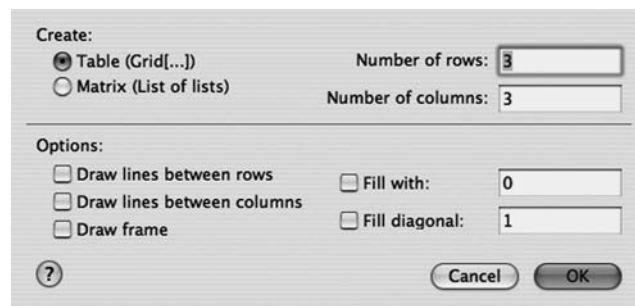 Create:
Table (Grid[...])
Matrix (List of lists)
Number of rows: 3
Number of columns: 3
Options:
Draw lines between rows
Draw lines between columns
Draw frame
Fill with: 0
Fill diagonal: 1
?
Cancel
OK